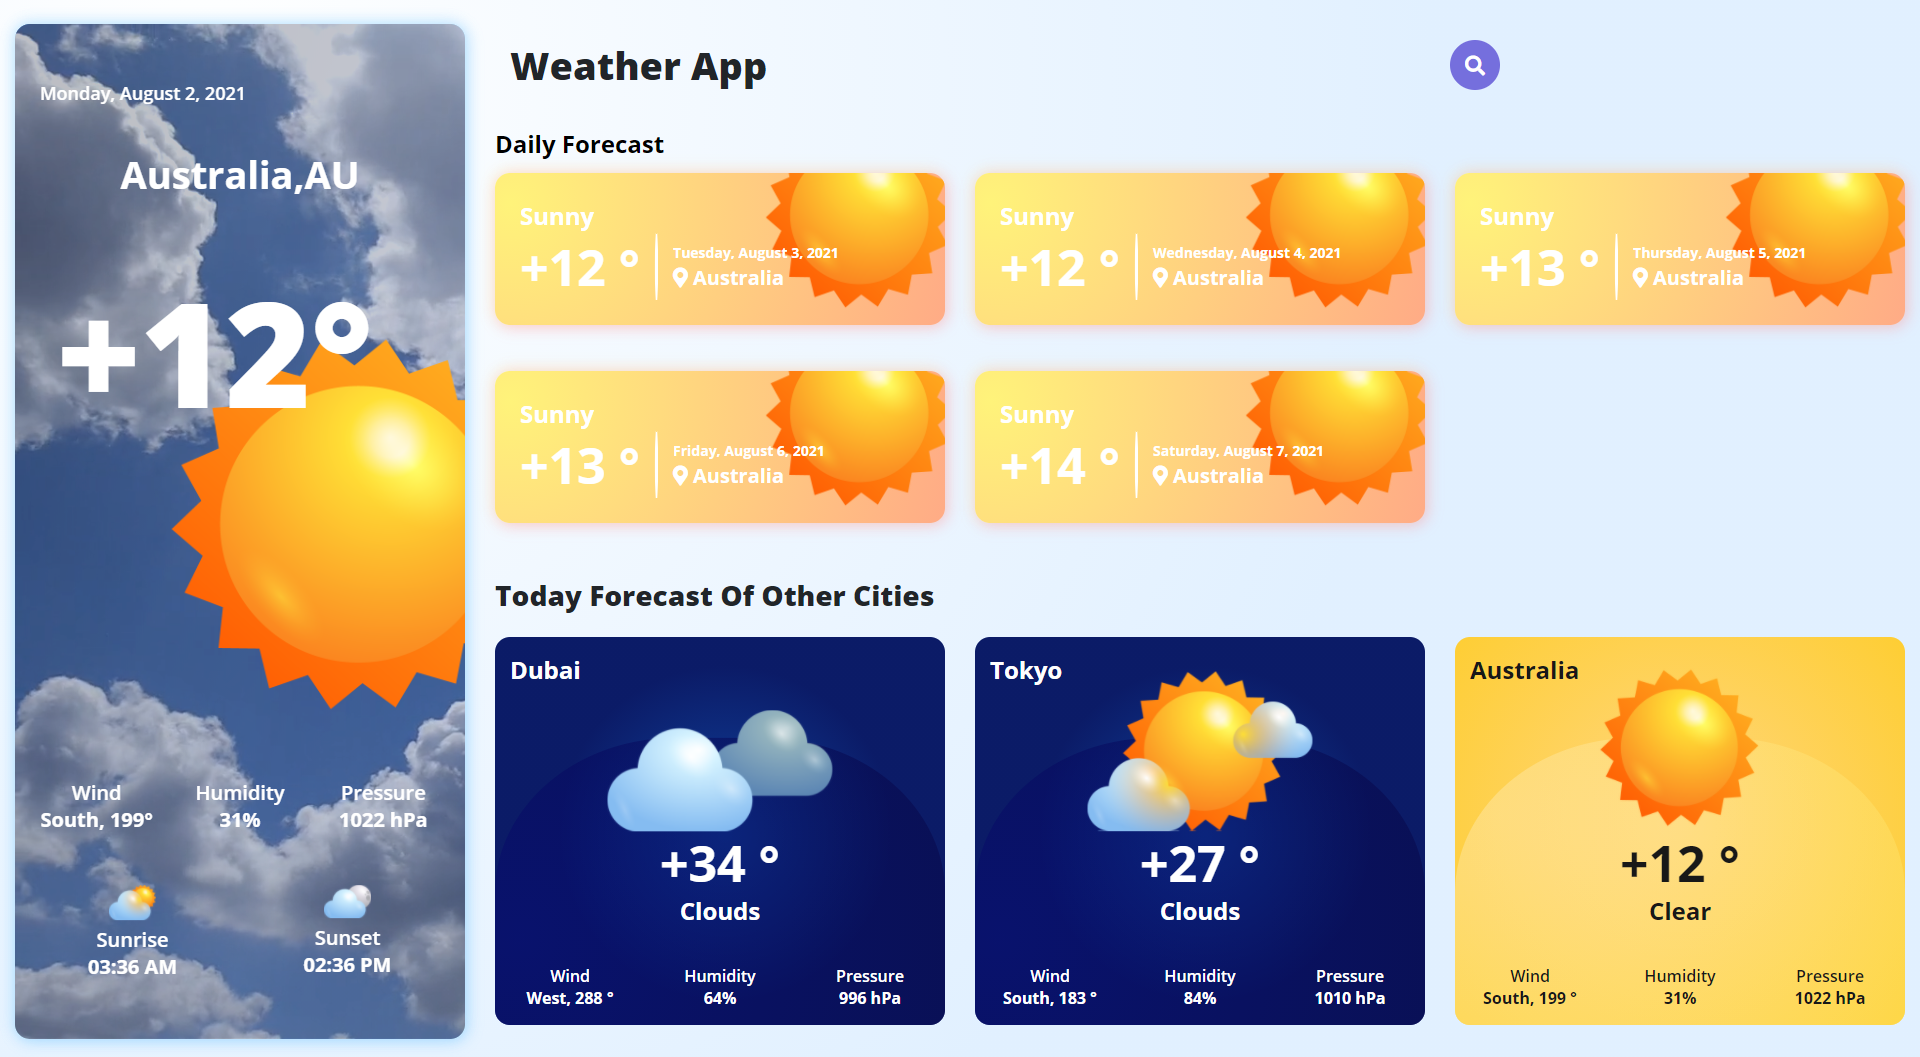 Monday, August 2, 2021
Australia,AU
+12°
Wind
South, 199°
Humidity
31%
Pressure
1022 hPa
Sunrise
03:36 AM
Sunset
02:36 PM
Weather App
Daily Forecast
Sunny
+12 °
Tuesday, August 3, 2021
Australia
Sunny
+12 °
Wednesday, August 4, 2021
Australia
Sunny
+13 °
Thursday, August 5, 2021
Australia
Sunny
+13 °
Friday, August 6, 2021
Australia
Sunny
+14 °
Saturday, August 7, 2021
Australia
Today Forecast Of Other Cities
Dubai
+34 °
Clouds
Wind
West, 288 °
Humidity
64%
Pressure
996 hPa
Tokyo
+27 °
Clouds
Wind
South, 183 °
Humidity
84%
Pressure
1010 hPa
Australia
+12 °
Clear
Wind
South, 199 °
Humidity
31%
Pressure
1022 hPa